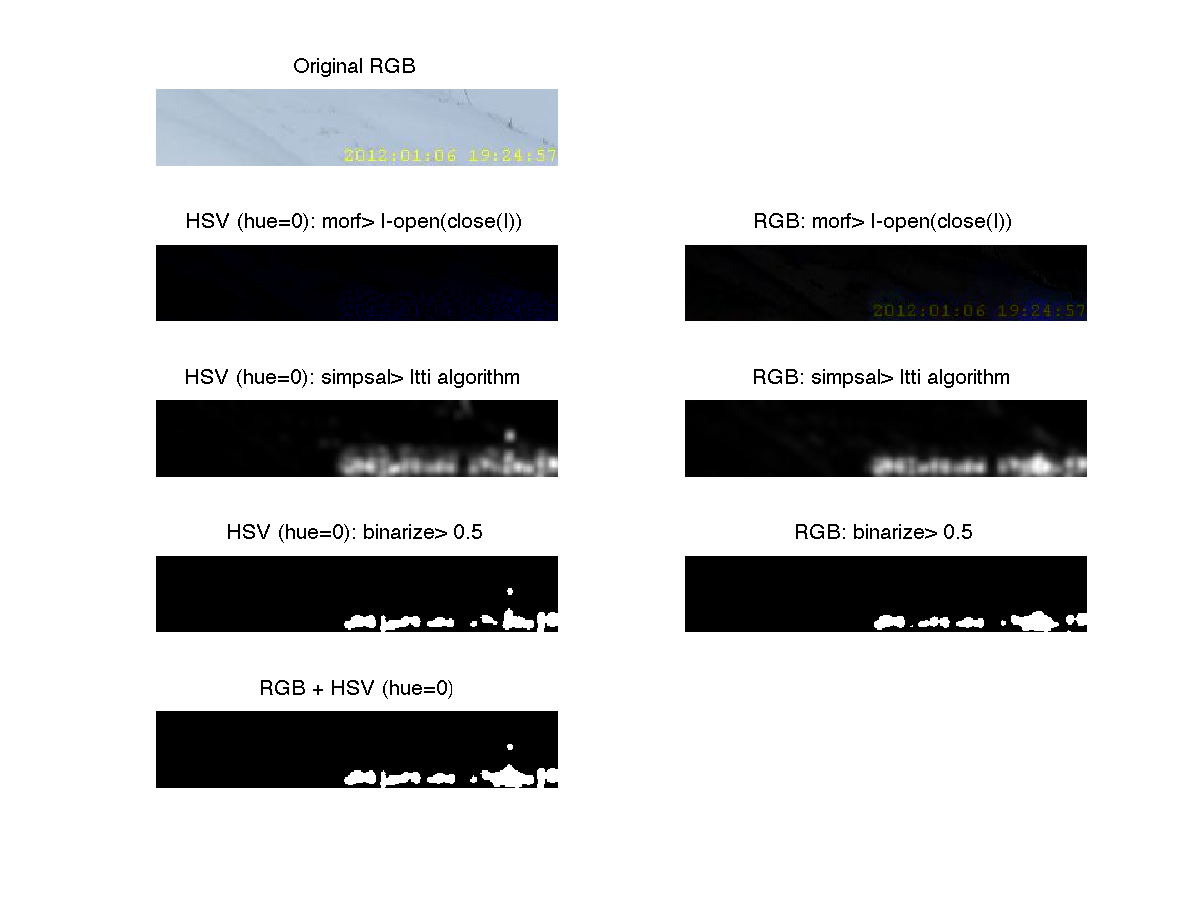 Original RGB
2012:01:06 19:24:57
HSV (hue=0): morf> I-open(close(I))
RGB: morf> I-open(close(I))
2012:01:06 19:24:57
HSV (hue=0): simpsal> Itti algorithm
RGB: simpsal> Itti algorithm
HSV (hue=0): binarize> 0.5
RGB: binarize> 0.5
RGB + HSV (hue=0)